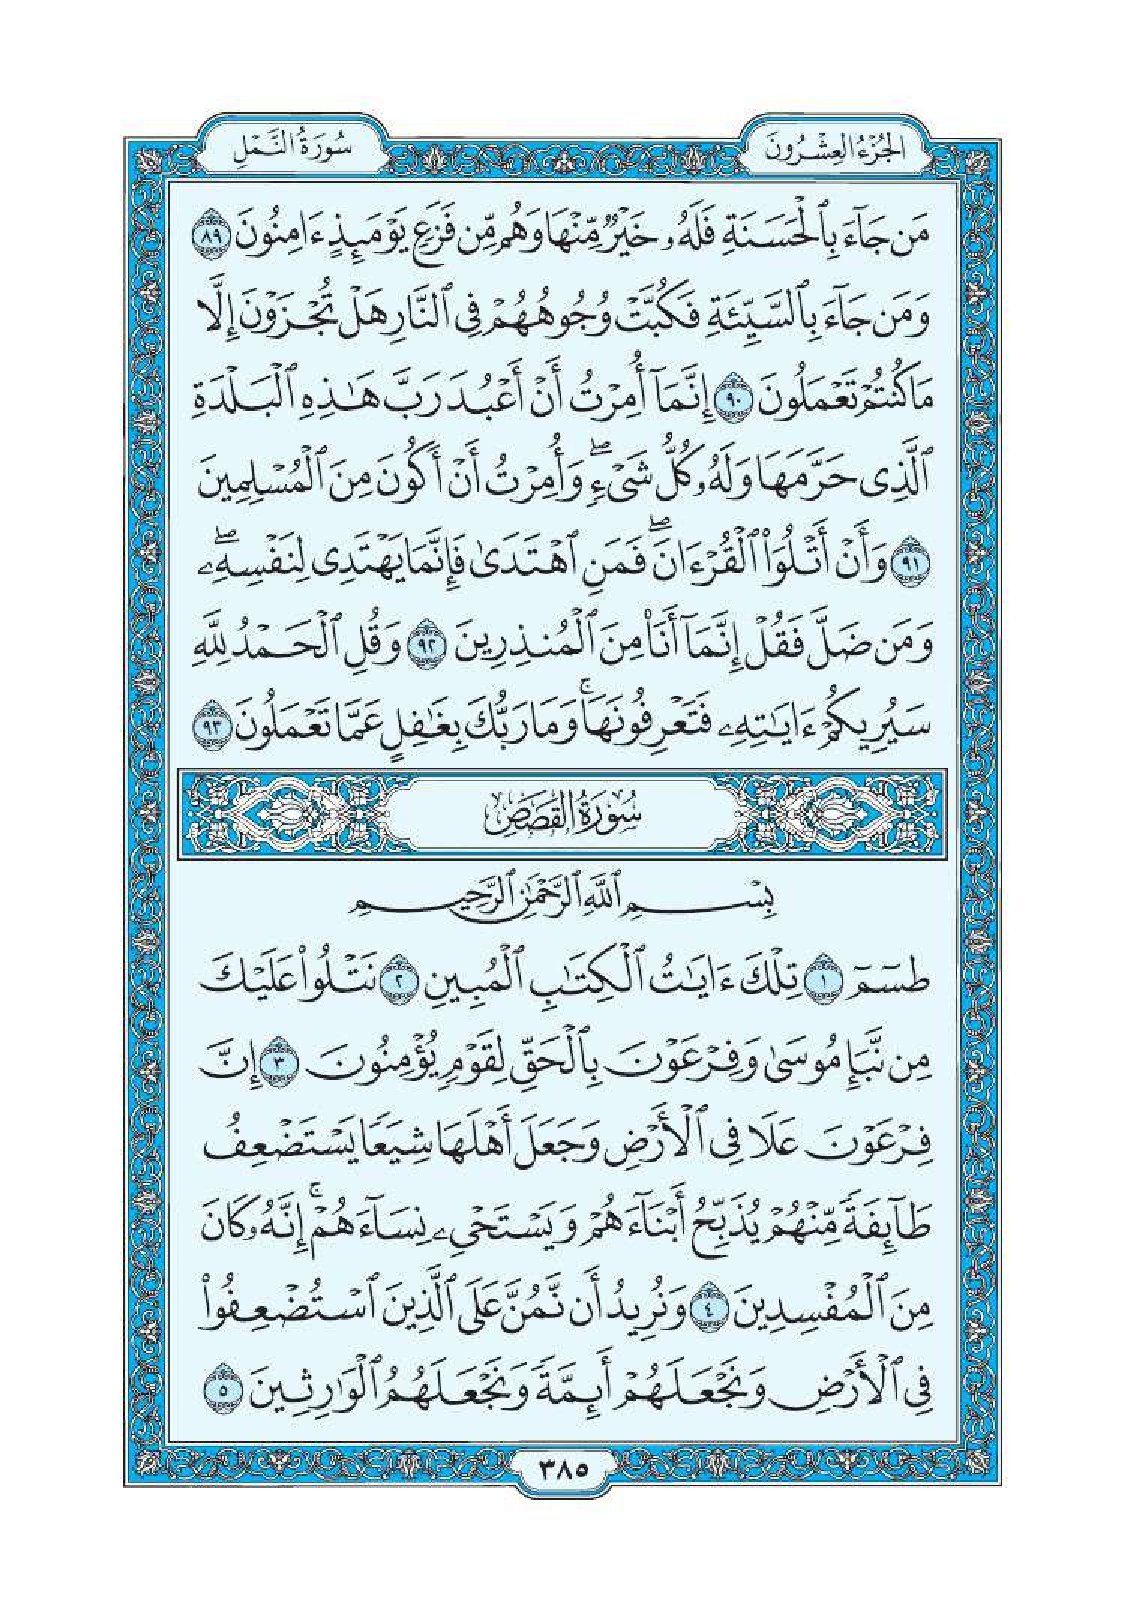 الجُزْءُ العِشْرُونَ
سُورَةُ النَّمْلِ
مَن جَآءَ بِٱلْحَسَنَةِ فَلَهُۥ خَيْرٌ مِّنْهَا وَهُم مِّن فَزَعٍ يَوْمَئِذٍ ءَامِنُونَ ٨٩
وَمَن جَآءَ بِٱلسَّيِّئَةِ فَكُبَّتْ وُجُوهُهُمْ فِى ٱلنَّارِ هَلْ تُجْزَوْنَ إِلَّا
مَا كُنتُمْ تَعْمَلُونَ ٩٠ إِنَّمَآ أُمِرْتُ أَنْ أَعْبُدَ رَبَّ هَٰذِهِ ٱلْبَلْدَةِ
ٱلَّذِى حَرَّمَهَا وَلَهُۥ كُلُّ شَىْءٍ ۖ وَأُمِرْتُ أَنْ أَكُونَ مِنَ ٱلْمُسْلِمِينَ
٩١ وَأَنْ أَتْلُوَا۟ ٱلْقُرْءَانَ ۖ فَمَنِ ٱهْتَدَىٰ فَإِنَّمَا يَهْتَدِى لِنَفْسِهِۦ ۖ
وَمَن ضَلَّ فَقُلْ إِنَّمَآ أَنَا۠ مِنَ ٱلْمُنذِرِينَ ٩٢ وَقُلِ ٱلْحَمْدُ لِلَّهِ
سَيُرِيكُمْ ءَايَٰتِهِۦ فَتَعْرِفُونَهَا ۚ وَمَا رَبُّكَ بِغَٰفِلٍ عَمَّا تَعْمَلُونَ ٩٣
سُورَةُ القَصَصِ
بِسْمِ ٱللَّهِ ٱلرَّحْمَٰنِ ٱلرَّحِيمِ
طسٓمٓ ١ تِلْكَ ءَايَٰتُ ٱلْكِتَٰبِ ٱلْمُبِينِ ٢ نَتْلُوا۟ عَلَيْكَ
مِن نَّبَإِ مُوسَىٰ وَفِرْعَوْنَ بِٱلْحَقِّ لِقَوْمٍ يُؤْمِنُونَ ٣ إِنَّ
فِرْعَوْنَ عَلَا فِى ٱلْأَرْضِ وَجَعَلَ أَهْلَهَا شِيَعًا يَسْتَضْعِفُ
طَآئِفَةً مِّنْهُمْ يُذَبِّحُ أَبْنَآءَهُمْ وَيَسْتَحْىِۦ نِسَآءَهُمْ ۚ إِنَّهُۥ كَانَ
مِنَ ٱلْمُفْسِدِينَ ٤ وَنُرِيدُ أَن نَّمُنَّ عَلَى ٱلَّذِينَ ٱسْتُضْعِفُوا۟
فِى ٱلْأَرْضِ وَنَجْعَلَهُمْ أَئِمَّةً وَنَجْعَلَهُمُ ٱلْوَٰرِثِينَ ٥
٣٨٥